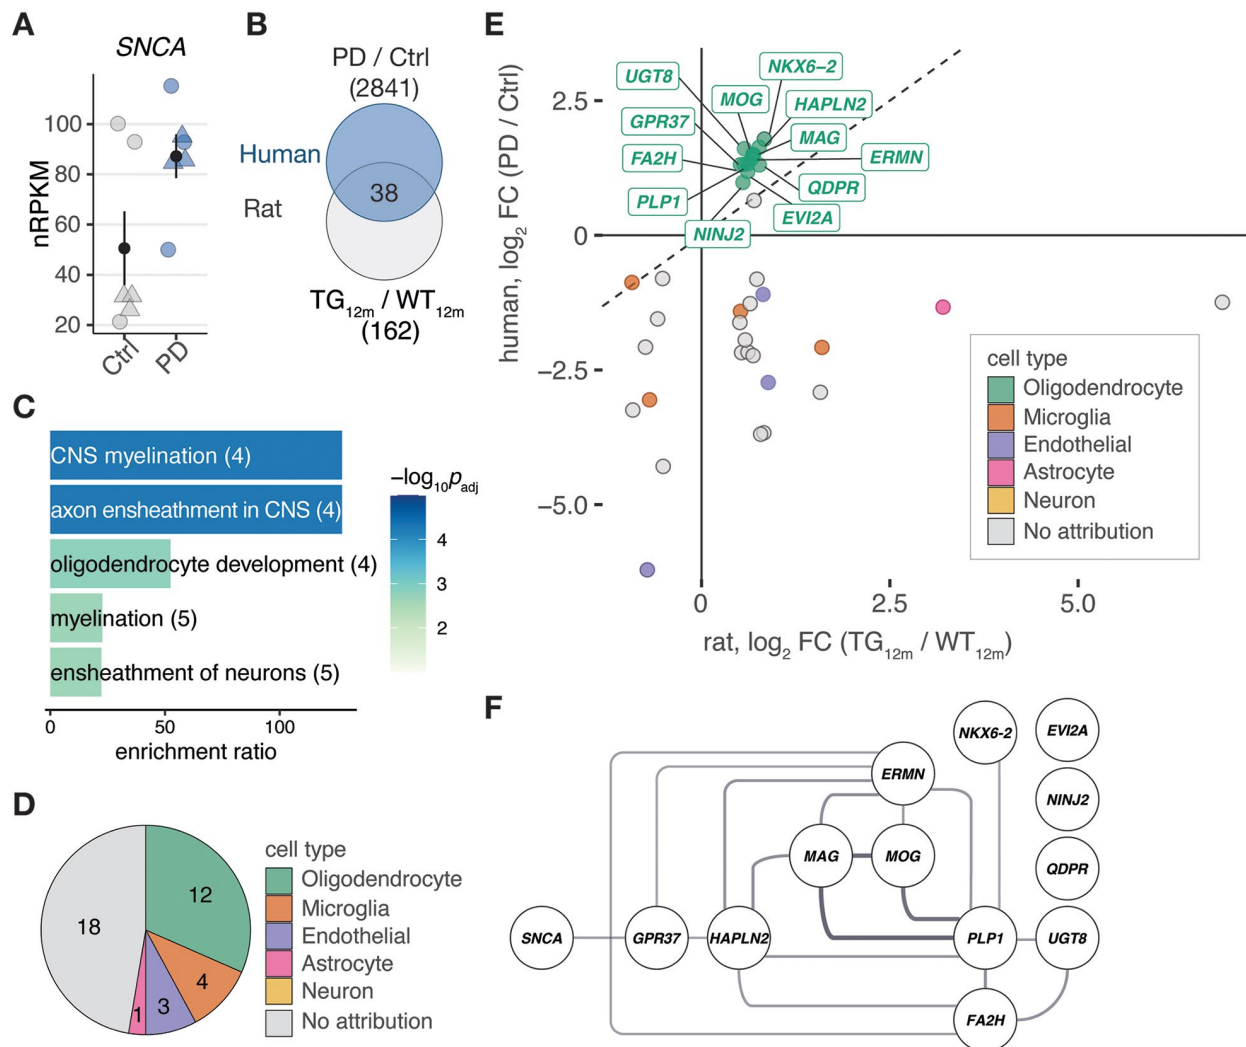 A
SNCA
nRPKM
100
80
60
40
20
Ctrl
PD
B
PD / Ctrl
(2841)
Human
Rat
38
TG12m / WT12m
(162)
C
CNS myelination (4)
axon ensheathment in CNS (4)
oligodendrocyte development (4)
myelination (5)
ensheathment of neurons (5)
0
50
100
enrichment ratio
−log10padj
4
3
2
D
18
12
4
3
1
cell type
Oligodendrocyte
Microglia
Endothelial
Astrocyte
Neuron
No attribution
E
human, log2 FC (PD / Ctrl)
2.5
0
−2.5
−5.0
UGT8
NKX6−2
MOG
HAPLN2
GPR37
MAG
FA2H
ERMN
QDPR
PLP1
EVI2A
NINJ2
cell type
Oligodendrocyte
Microglia
Endothelial
Astrocyte
Neuron
No attribution
0
2.5
5.0
rat, log2 FC (TG12m / WT12m)
F
NKX6-2
EVI2A
ERMN
NINJ2
MAG
MOG
QDPR
SNCA
GPR37
HAPLN2
PLP1
UGT8
FA2H